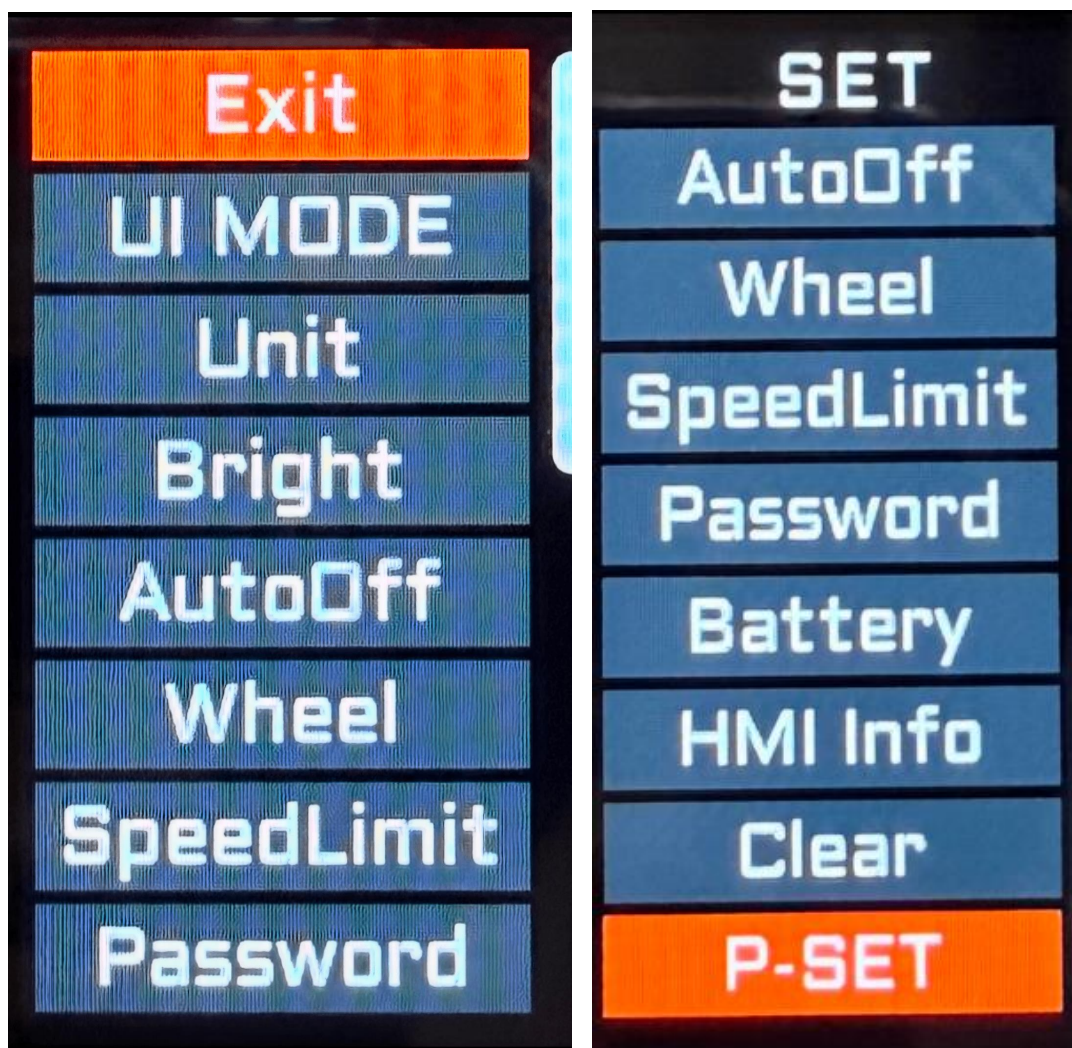 Exit
UI MODE
Unit
Bright
AutoOff
Wheel
SpeedLimit
Password
SET
AutoOff
Wheel
SpeedLimit
Password
Battery
HMI Info
Clear
P-SET